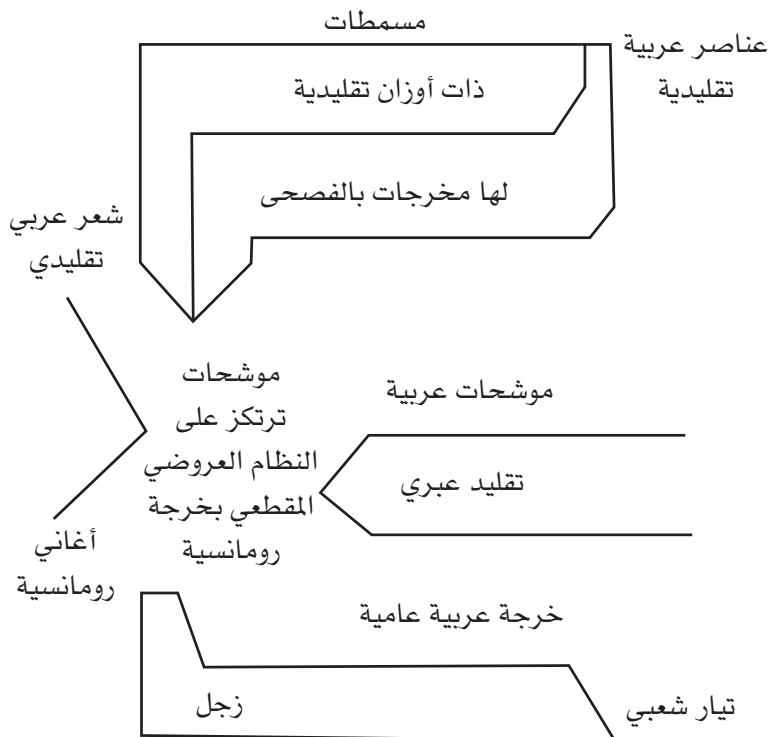 مسمطات
عناصر عربية
تقليدية
ذات أوزان تقليدية
لها مخرجات بالفصحى
شعر عربي
تقليدي
موشحات
ترتكز على
النظام العروضي
المقطعي بخرجة
رومانسية
موشحات عربية
تقليد عبري
أغاني
رومانسية
خرجة عربية عامية
زجل
تيار شعبي